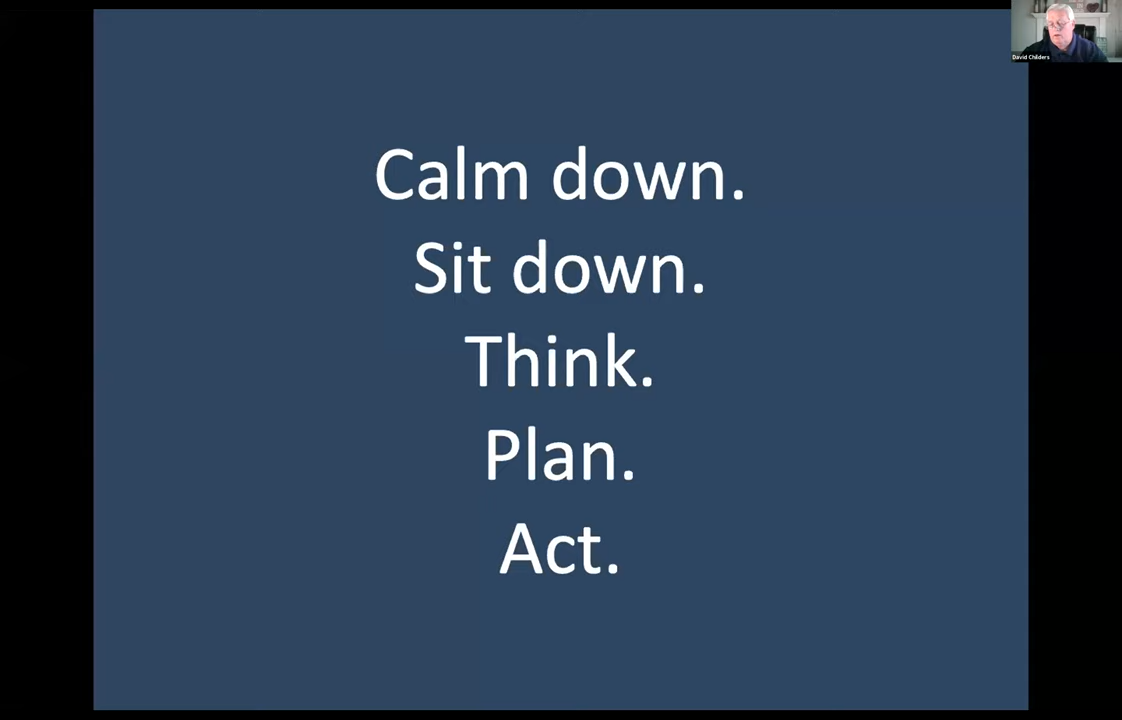 David Childers
Calm down.
Sit down.
Think.
Plan.
Act.